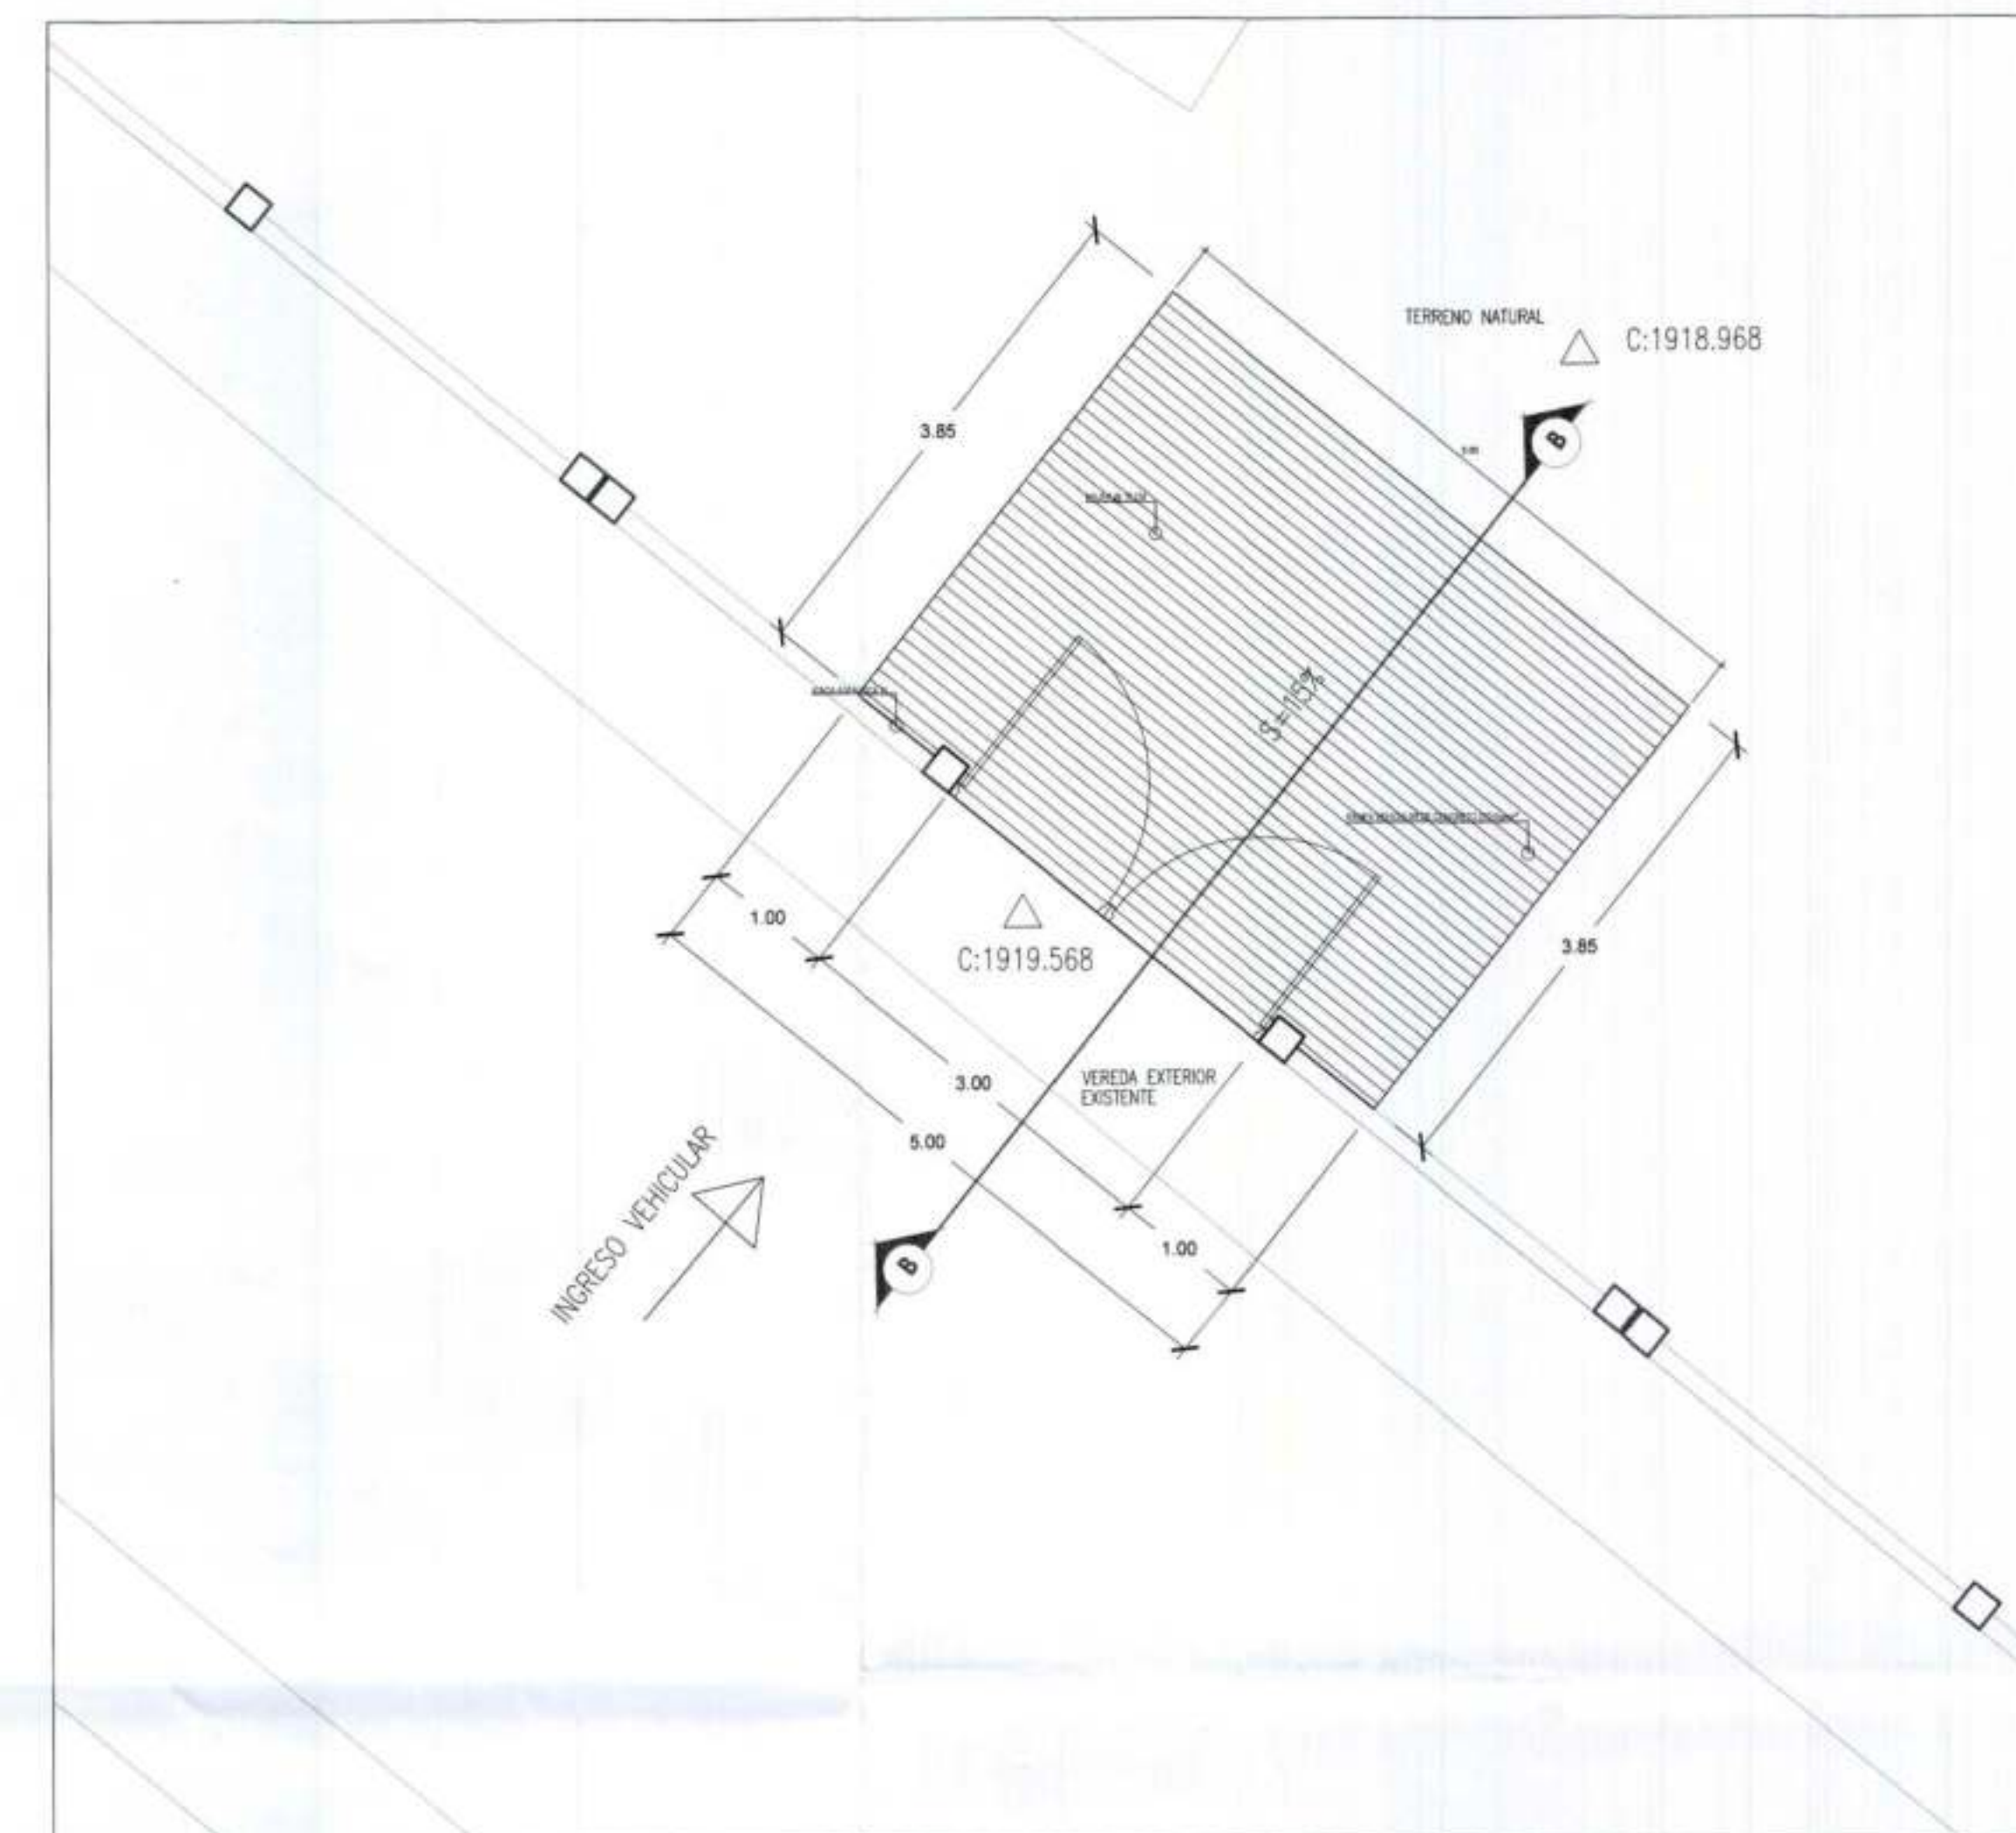 TERRENO NATURAL
C:1918.968
B
3.85
S=15%
3.85
1.00
C:1919.568
3.00
VEREDA EXTERIOR
EXISTENTE
5.00
INGRESO VEHICULAR
1.00
B